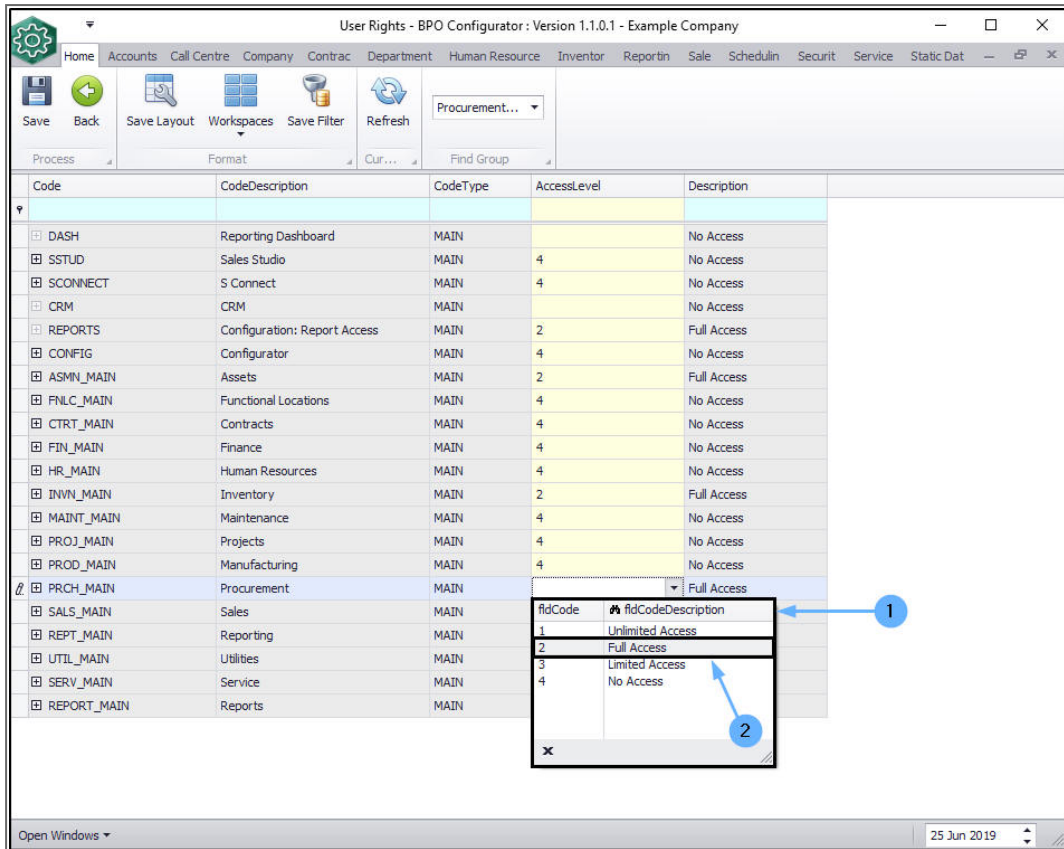 User Rights - BPO Configurator : Version 1.1.0.1 - Example Company
Home Accounts Call Centre Company Contrac Department Human Resource Inventor Reportin Sale Schedulin Securit Service Static Dat
Save Back Save Layout Workspaces Save Filter Refresh Procurement...
Process Format Cur... Find Group
Code CodeDescription CodeType AccessLevel Description
DASH Reporting Dashboard MAIN No Access
SSTUD Sales Studio MAIN 4 No Access
SCONNECT S Connect MAIN 4 No Access
CRM CRM MAIN No Access
REPORTS Configuration: Report Access MAIN 2 Full Access
CONFIG Configurator MAIN 4 No Access
ASMN_MAIN Assets MAIN 2 Full Access
FNLC_MAIN Functional Locations MAIN 4 No Access
CTRT_MAIN Contracts MAIN 4 No Access
FIN_MAIN Finance MAIN 4 No Access
HR_MAIN Human Resources MAIN 4 No Access
INVN_MAIN Inventory MAIN 2 Full Access
MAINT_MAIN Maintenance MAIN 4 No Access
PROJ_MAIN Projects MAIN 4 No Access
PROD_MAIN Manufacturing MAIN 4 No Access
PRCH_MAIN Procurement MAIN Full Access
SALS_MAIN Sales MAIN
REPT_MAIN Reporting MAIN
UTIL_MAIN Utilities MAIN
SERV_MAIN Service MAIN
REPORT_MAIN Reports MAIN
fldCode fldCodeDescription 1
1 Unlimited Access
2 Full Access
3 Limited Access
4 No Access
2
x
Open Windows 25 Jun 2019